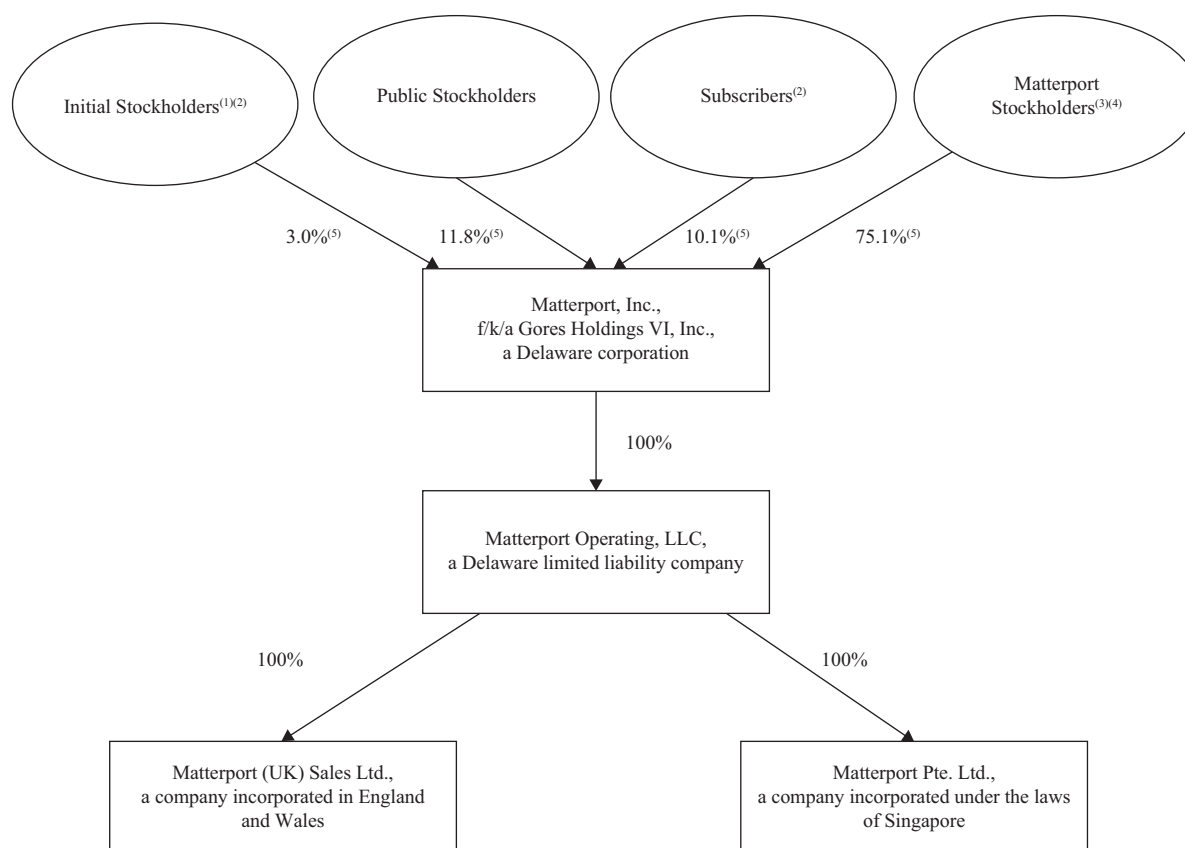 Initial Stockholders(1)(2)
Public Stockholders
Subscribers(2)
Matterport
Stockholders(3)(4)
3.0%(5)
11.8%(5)
10.1%(5)
75.1%(5)
Matterport, Inc.,
f/k/a Gores Holdings VI, Inc.,
a Delaware corporation
100%
Matterport Operating, LLC,
a Delaware limited liability company
100%
100%
Matterport (UK) Sales Ltd.,
a company incorporated in England
and Wales
Matterport Pte. Ltd.,
a company incorporated under the laws
of Singapore